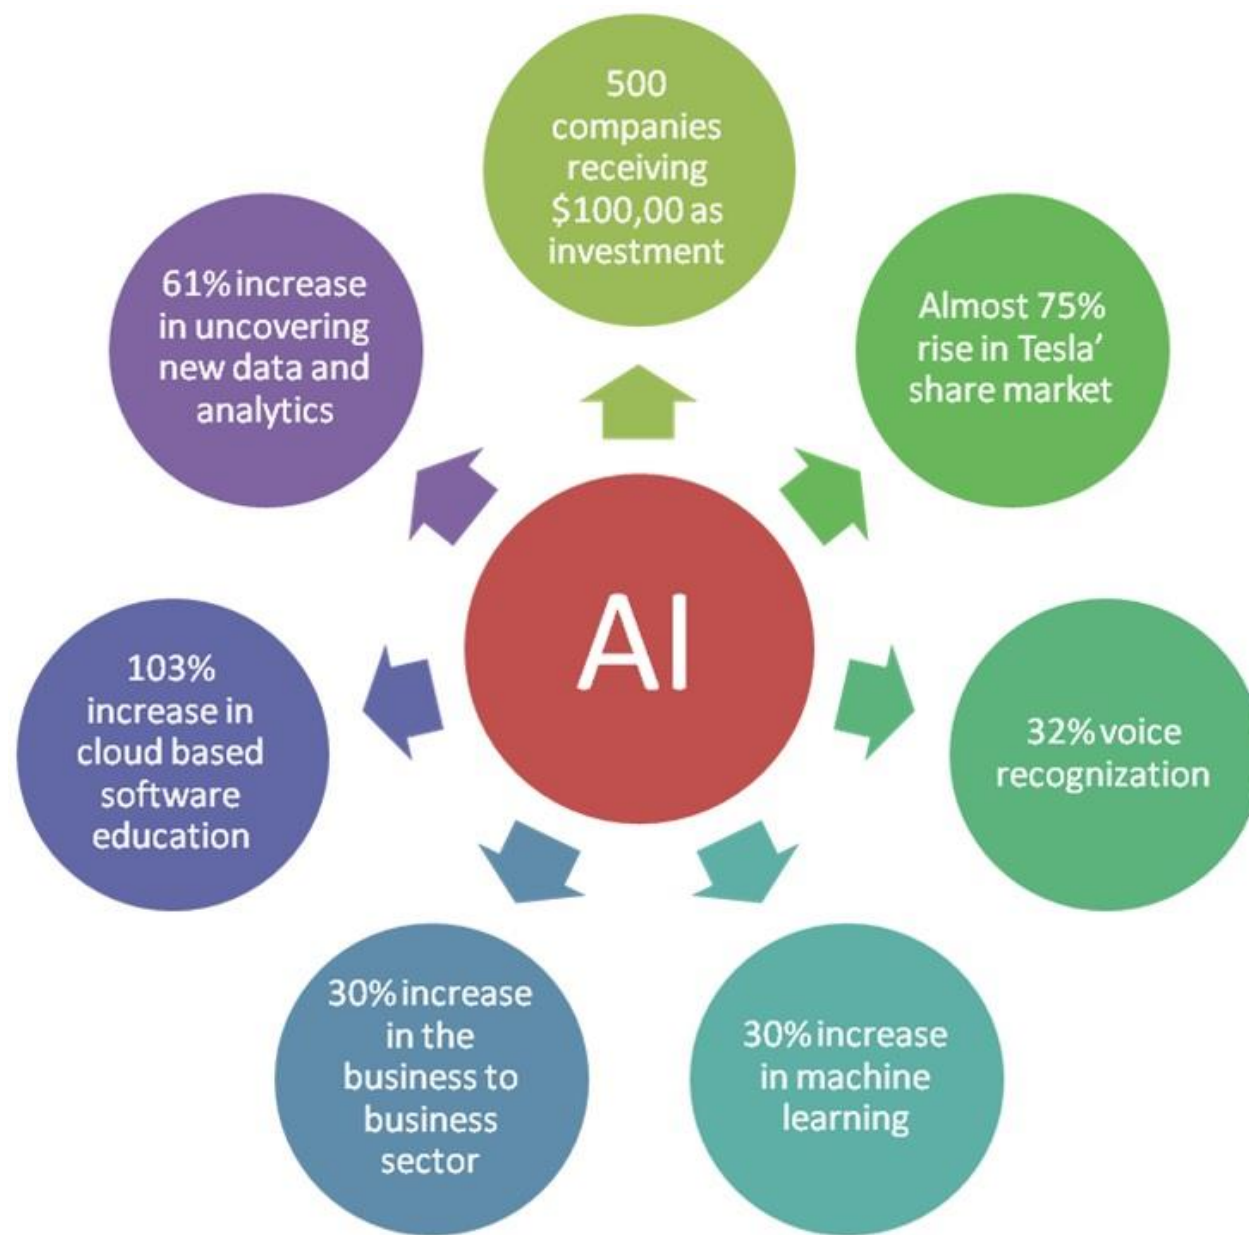 500
companies
receiving
$100,00 as
investment
Almost 75%
rise in Tesla’
share market
32% voice
recognization
30% increase
in machine
learning
30% increase
in the
business to
business
sector
103%
increase in
cloud based
software
education
61% increase
in uncovering
new data and
analytics
AI